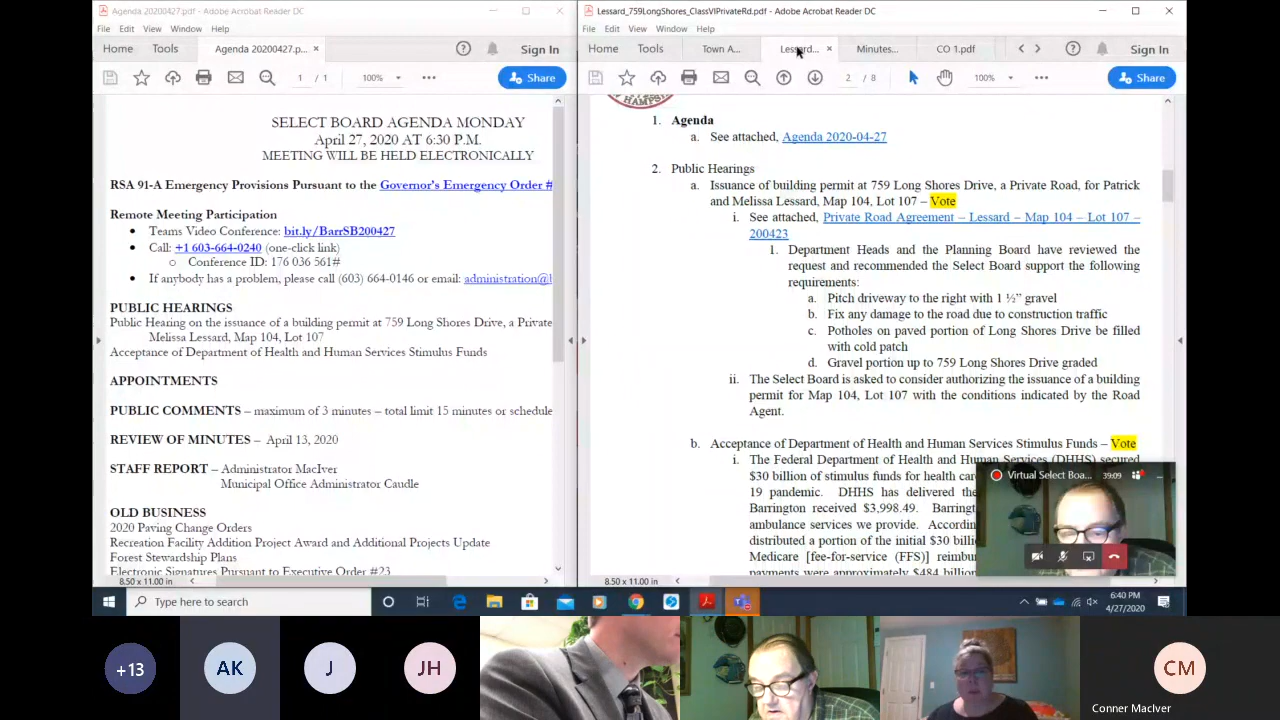 Agenda 20200427.pdf - Adobe Acrobat Reader DC
File Edit View Window Help
Home Tools Agenda 20200427.p... × Sign In
1 / 1 100% Share
SELECT BOARD AGENDA MONDAY
April 27, 2020 AT 6:30 P.M.
MEETING WILL BE HELD ELECTRONICALLY
RSA 91-A Emergency Provisions Pursuant to the Governor's Emergency Order #
Remote Meeting Participation
Teams Video Conference: bit.ly/BarrSB200427
Call: +1 603-664-0240 (one-click link)
Conference ID: 176 036 561#
If anybody has a problem, please call (603) 664-0146 or email: administration@
PUBLIC HEARINGS
Public Hearing on the issuance of a building permit at 759 Long Shores Drive, a Private
Melissa Lessard, Map 104, Lot 107
Acceptance of Department of Health and Human Services Stimulus Funds
APPOINTMENTS
PUBLIC COMMENTS – maximum of 3 minutes – total limit 15 minutes or schedule
REVIEW OF MINUTES – April 13, 2020
STAFF REPORT – Administrator MacIver
Municipal Office Administrator Caudle
OLD BUSINESS
2020 Paving Change Orders
Recreation Facility Addition Project Award and Additional Projects Update
Forest Stewardship Plans
Electronic Signatures Pursuant to Executive Order #23
8.50 x 11.00 in
Lessard_759LongShores_ClassVIPrivateRd.pdf - Adobe Acrobat Reader DC
File Edit View Window Help
Home Tools Town A... Lessard... × Minutes... CO 1.pdf Sign In
2 / 8 100% Share
HAMPS
1. Agenda
a. See attached, Agenda 2020-04-27
2. Public Hearings
a. Issuance of building permit at 759 Long Shores Drive, a Private Road, for Patrick
and Melissa Lessard, Map 104, Lot 107 – Vote
i. See attached, Private Road Agreement – Lessard – Map 104 – Lot 107 –
200423
1. Department Heads and the Planning Board have reviewed the
request and recommended the Select Board support the following
requirements:
a. Pitch driveway to the right with 1 ½” gravel
b. Fix any damage to the road due to construction traffic
c. Potholes on paved portion of Long Shores Drive be filled
with cold patch
d. Gravel portion up to 759 Long Shores Drive graded
ii. The Select Board is asked to consider authorizing the issuance of a building
permit for Map 104, Lot 107 with the conditions indicated by the Road
Agent.
b. Acceptance of Department of Health and Human Services Stimulus Funds – Vote
i. The Federal Department of Health and Human Services (DHHS) secured
$30 billion of stimulus funds for health car
19 pandemic. DHHS has delivered the
Barrington received $3,998.49. Barring
ambulance services we provide. Accordin
distributed a portion of the initial $30 billi
Medicare [fee-for-service (FFS)] reimbu
payments were approximately $484 billion
8.50 x 11.00 in
Virtual Select Boa... 39:09
Type here to search
6:40 PM
4/27/2020
+13 AK J JH CM
Conner MacIver